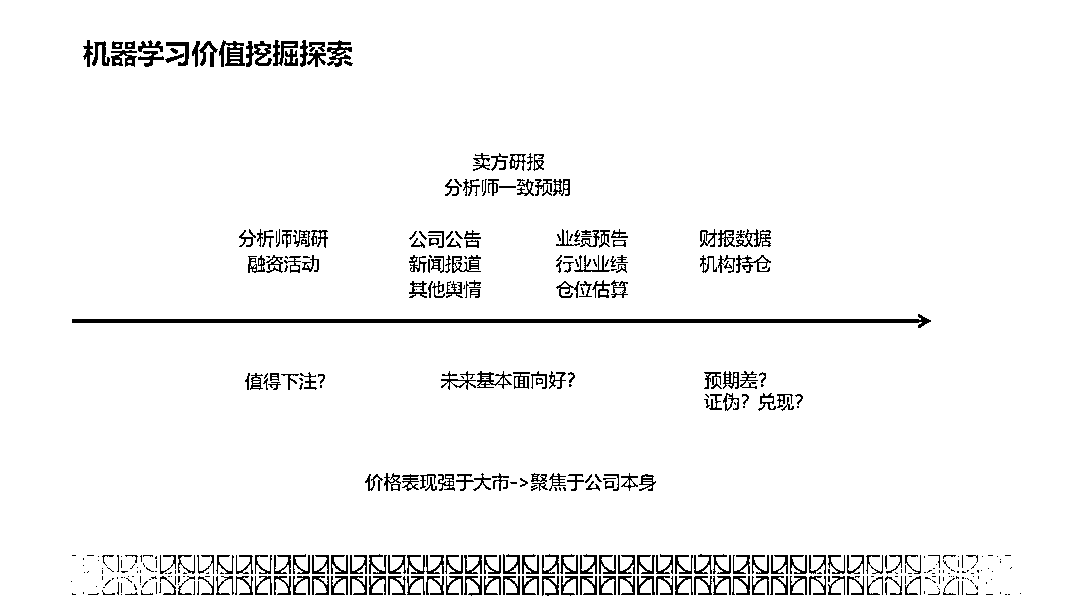 机器学习价值挖掘探索
卖方研报
分析师一致预期
分析师调研
融资活动
公司公告
新闻报道
其他舆情
业绩预告
行业业绩
仓位估算
财报数据
机构持仓
值得下注?
未来基本面向好?
预期差?
证伪? 兑现?
价格表现强于大市->聚焦于公司本身